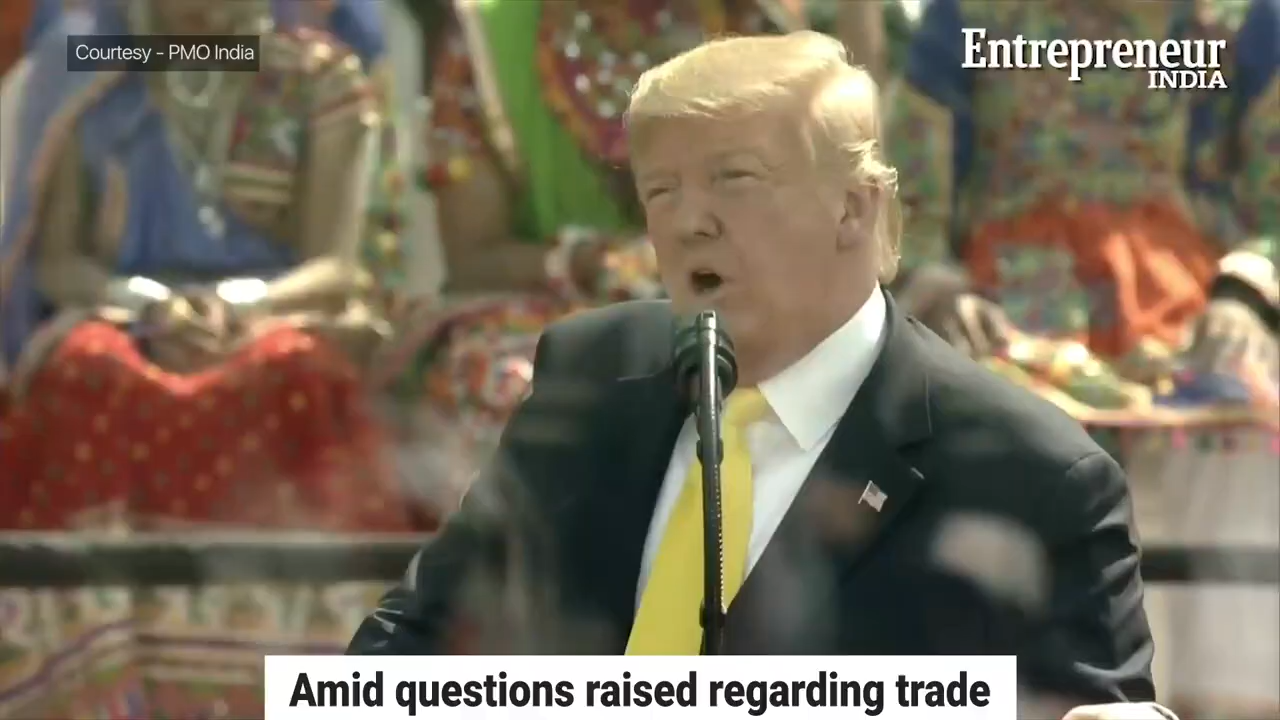 Courtesy - PMO India
Entrepreneur
INDIA
Amid questions raised regarding trade